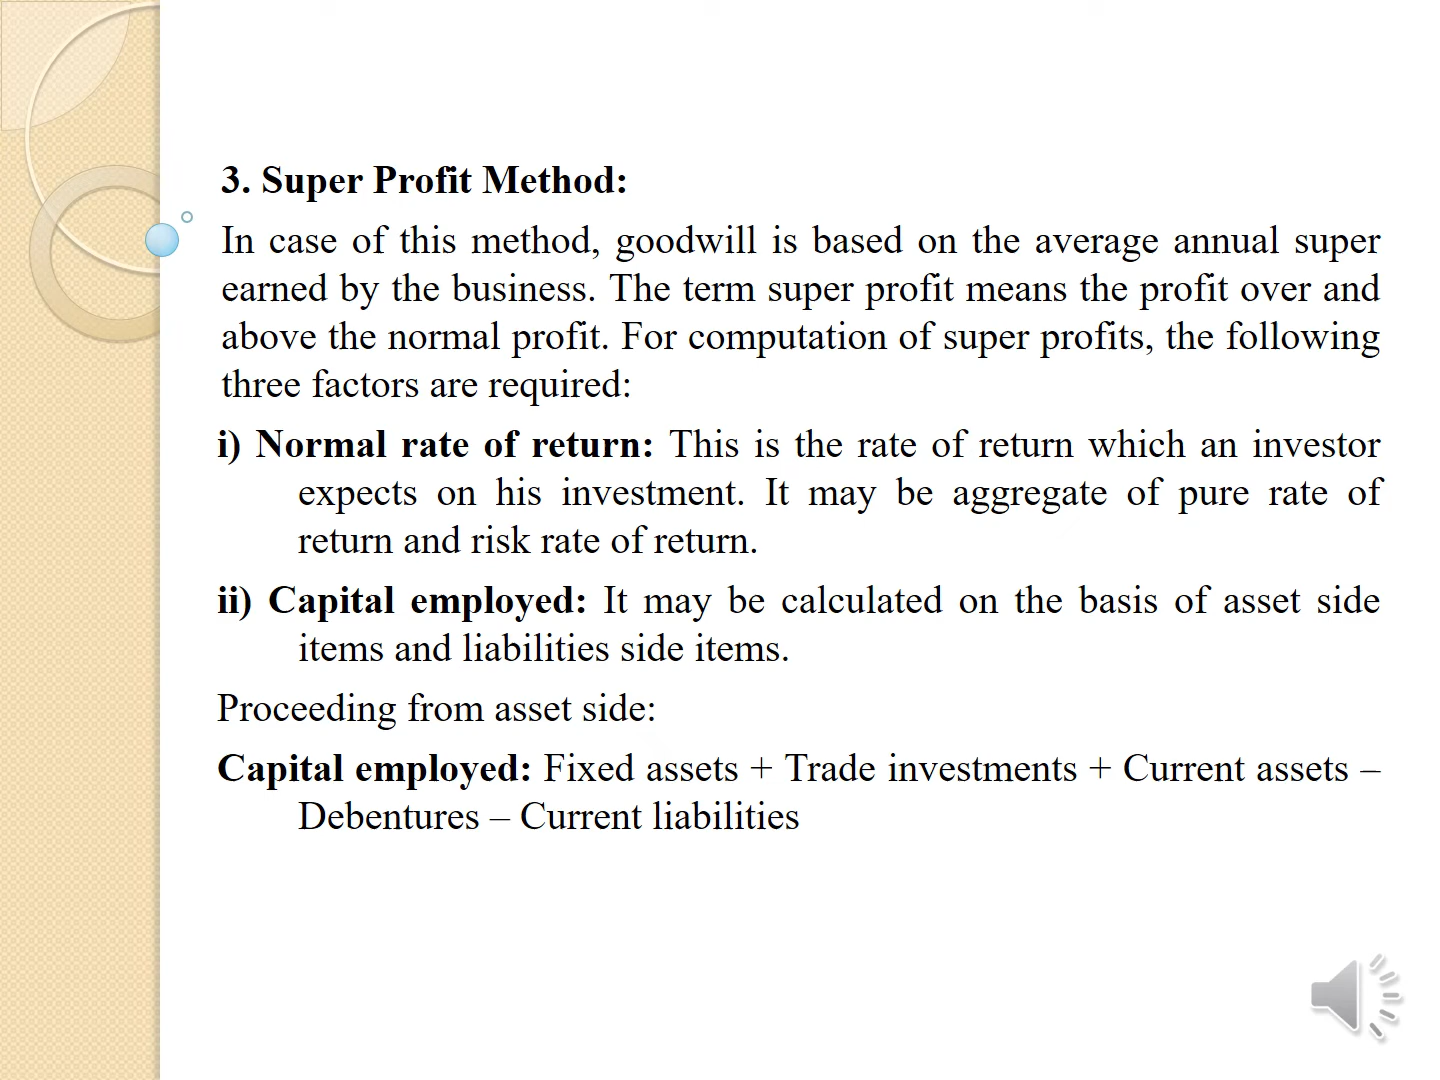 3. Super Profit Method:
In case of this method, goodwill is based on the average annual super
earned by the business. The term super profit means the profit over and
above the normal profit. For computation of super profits, the following
three factors are required:
i) Normal rate of return: This is the rate of return which an investor
expects on his investment. It may be aggregate of pure rate of
return and risk rate of return.
ii) Capital employed: It may be calculated on the basis of asset side
items and liabilities side items.
Proceeding from asset side:
Capital employed: Fixed assets + Trade investments + Current assets –
Debentures – Current liabilities